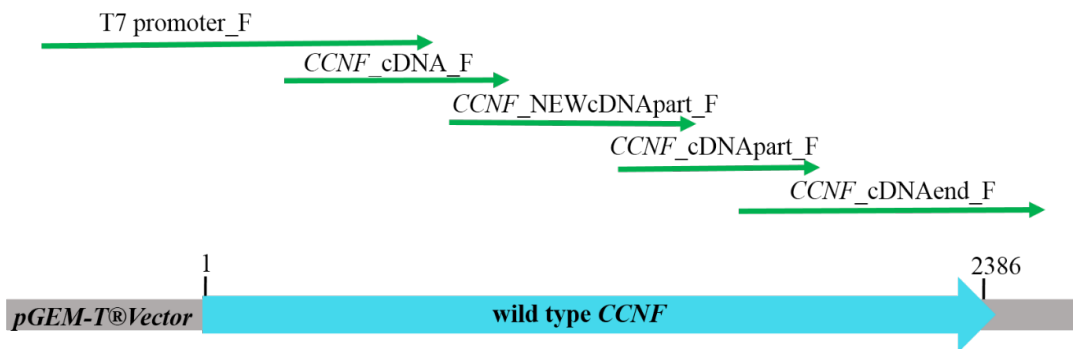 T7 promoter_F
CCNF_cDNA_F
CCNF_NEWcDNApart_F
CCNF_cDNApart_F
CCNF_cDNAend_F
1
2386
pGEM-T®Vector
wild type CCNF